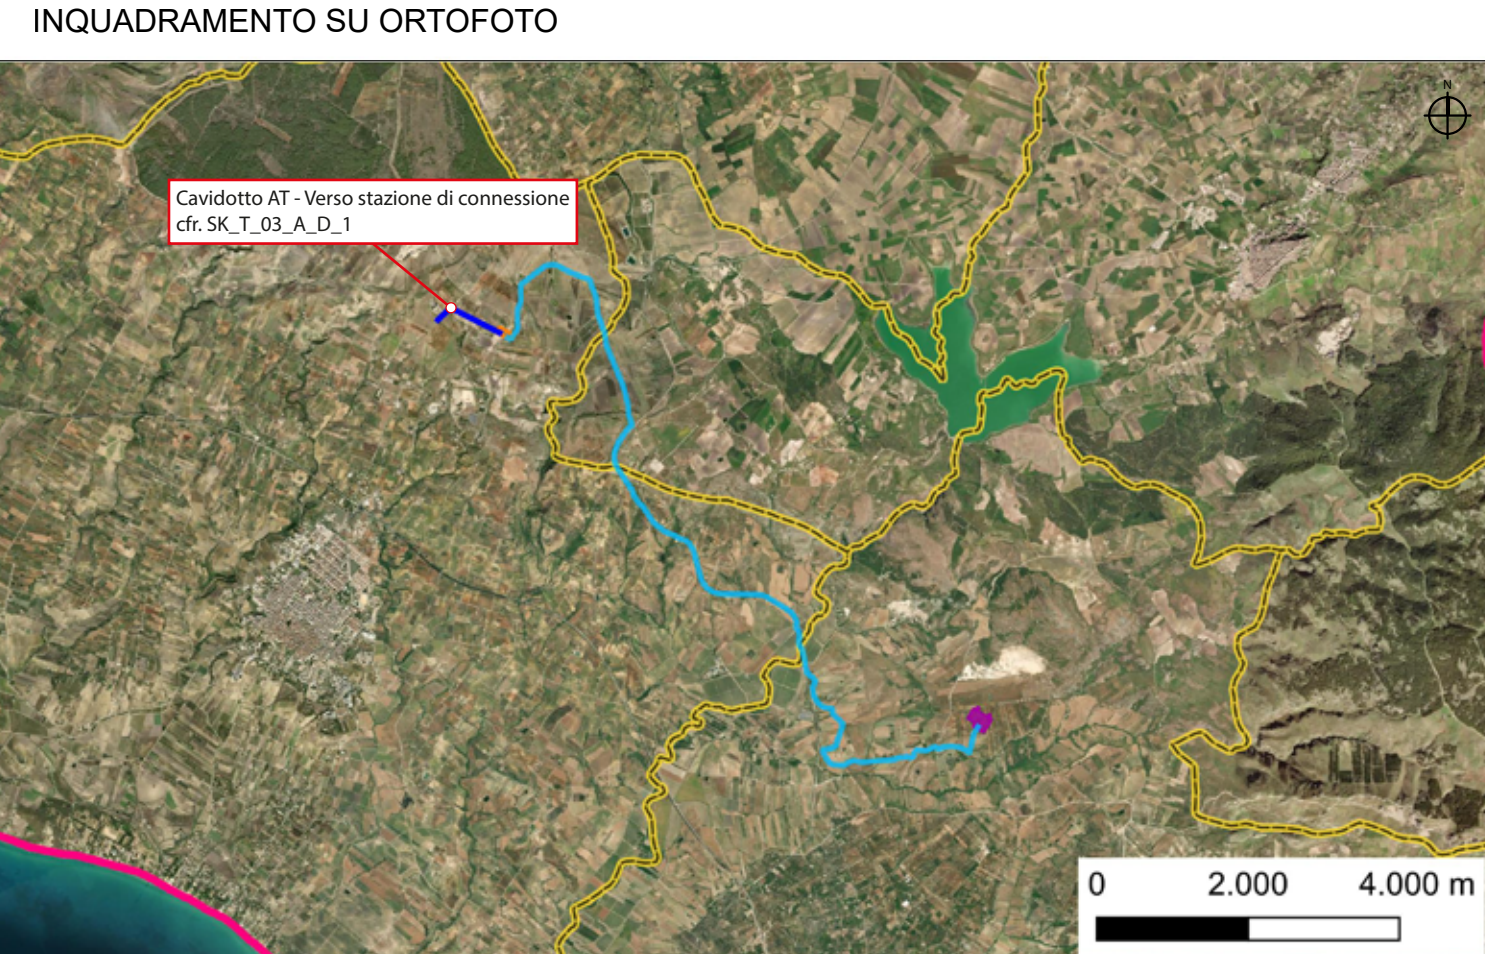 INQUADRAMENTO SU ORTOFOTO
N
Cavidotto AT - Verso stazione di connessione
cfr. SK_T_03_A_D_1
0 2.000 4.000 m